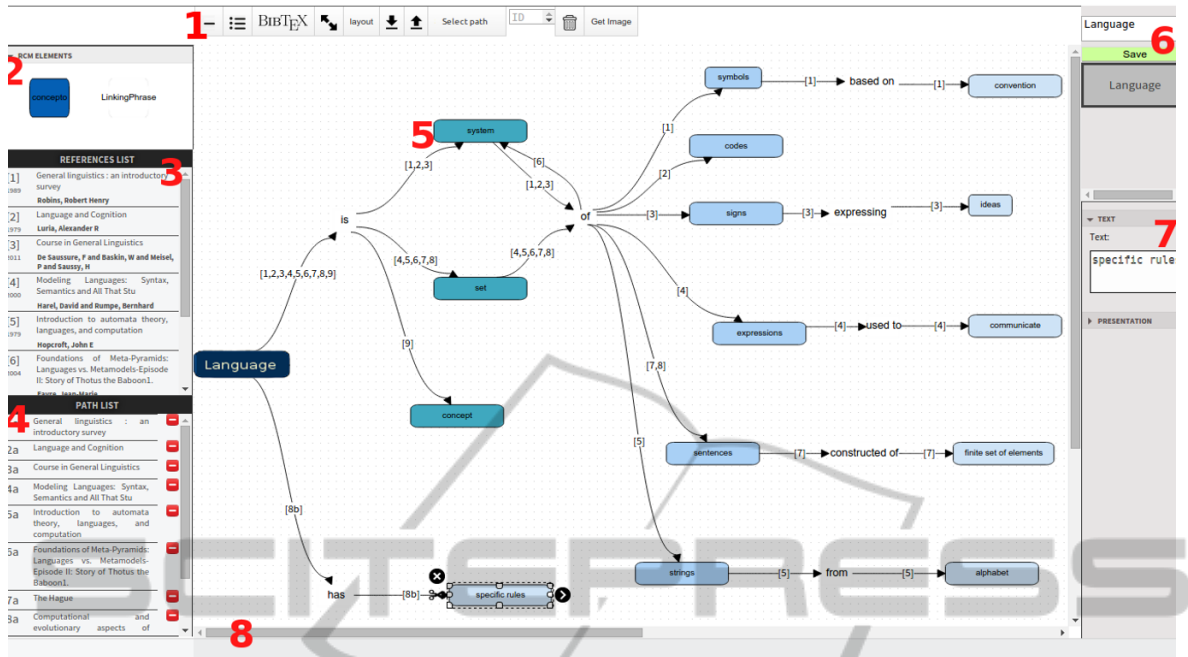 1
BIBTEX
layout
Select path
ID
Get Image
Language
6
Save
Language
2
RCM ELEMENTS
concepto
LinkingPhrase
REFERENCES LIST
3
[1]
1989
General linguistics : an introductory
survey
Robins, Robert Henry
[2]
1979
Language and Cognition
Luria, Alexander R
[3]
2011
Course in General Linguistics
De Saussure, F and Baskin, W and Meisel,
P and Saussy, H
[4]
2000
Modeling Languages: Syntax,
Semantics and All That Stu
Harel, David and Rumpe, Bernhard
[5]
1979
Introduction to automata theory,
languages, and computation
Hopcroft, John E
[6]
2004
Foundations of Meta-Pyramids:
Languages vs. Metamodels-Episode
II: Story of Thotus the Baboon1.
Favre, Jean-Marie
PATH LIST
4
General linguistics : an
introductory survey
2a
Language and Cognition
3a
Course in General Linguistics
4a
Modeling Languages: Syntax,
Semantics and All That Stu
5a
Introduction to automata
theory, languages, and
computation
6a
Foundations of Meta-Pyramids:
Languages vs. Metamodels-
Episode II: Story of Thotus the
Baboon1.
7a
The Hague
8a
Computational and
evolutionary aspects of
5
system
[1,2,3]
[6]
[1,2,3]
is
of
[4,5,6,7,8]
[4,5,6,7,8]
[1,2,3,4,5,6,7,8,9]
set
[9]
Language
concept
[8b]
has
[8b]
specific rules
symbols
[1]
based on
[1]
convention
[1]
codes
[2]
[3]
signs
[3]
expressing
[3]
ideas
[4]
expressions
[4]
used to
[4]
communicate
[7,8]
sentences
[7]
constructed of
[7]
finite set of elements
[5]
strings
[5]
from
[5]
alphabet
7
TEXT
Text:
specific rule
PRESENTATION
8
SCITEPRESS